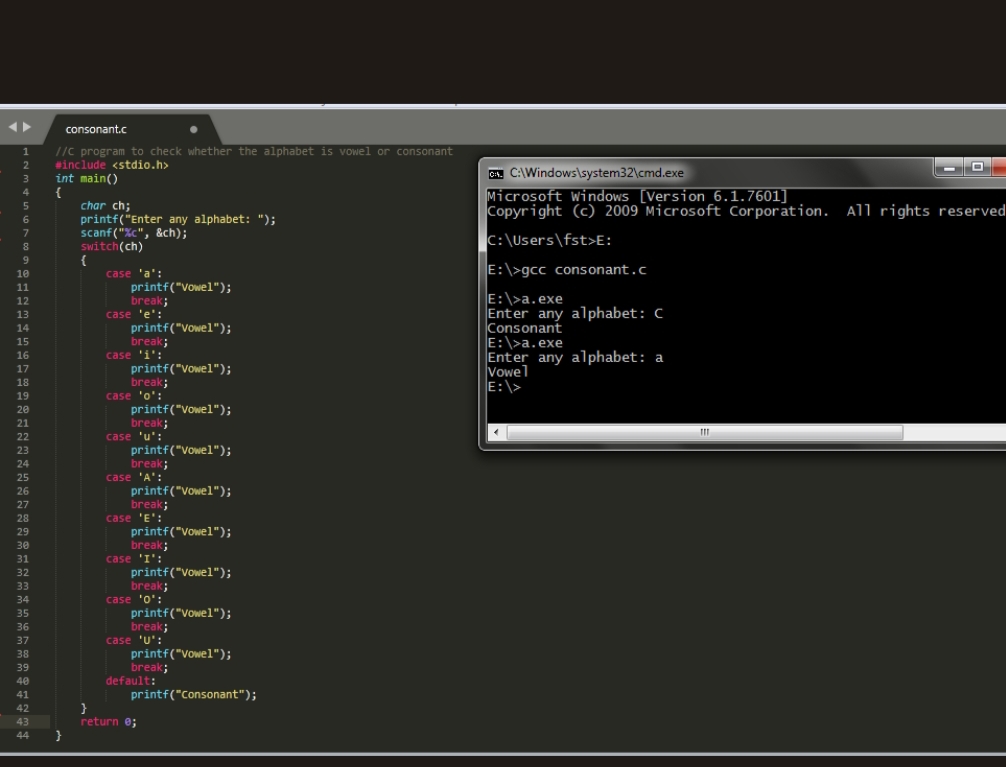 consonant.c
1 //C program to check whether the alphabet is vowel or consonant
2 #include <stdio.h>
3 int main()
4 {
5 char ch;
6 printf("Enter any alphabet: ");
7 scanf("%c", &ch);
8 switch(ch)
9 {
10 case 'a':
11 printf("Vowel");
12 break;
13 case 'e':
14 printf("Vowel");
15 break;
16 case 'i':
17 printf("Vowel");
18 break;
19 case 'o':
20 printf("Vowel");
21 break;
22 case 'u':
23 printf("Vowel");
24 break;
25 case 'A':
26 printf("Vowel");
27 break;
28 case 'E':
29 printf("Vowel");
30 break;
31 case 'I':
32 printf("Vowel");
33 break;
34 case 'O':
35 printf("Vowel");
36 break;
37 case 'U':
38 printf("Vowel");
39 break;
40 default:
41 printf("Consonant");
42 }
43 return 0;
44 }
C:\Windows\system32\cmd.exe
Microsoft Windows [Version 6.1.7601]
Copyright (c) 2009 Microsoft Corporation.  All rights reserved
C:\Users\fst>E:
E:\>gcc consonant.c
E:\>a.exe
Enter any alphabet: C
Consonant
E:\>a.exe
Enter any alphabet: a
Vowel
E:\>